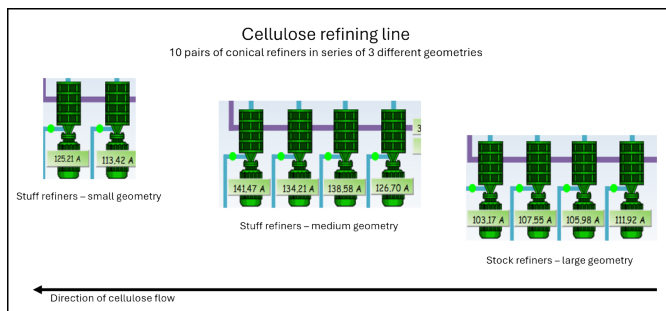 Cellulose refining line
10 pairs of conical refiners in series of 3 different geometries
125,21 A
113,42 A
Stuff refiners – small geometry
3
141,47 A
134,21 A
138,58 A
126,70 A
Stuff refiners – medium geometry
103,17 A
107,55 A
105,98 A
111,92 A
Stock refiners – large geometry
Direction of cellulose flow